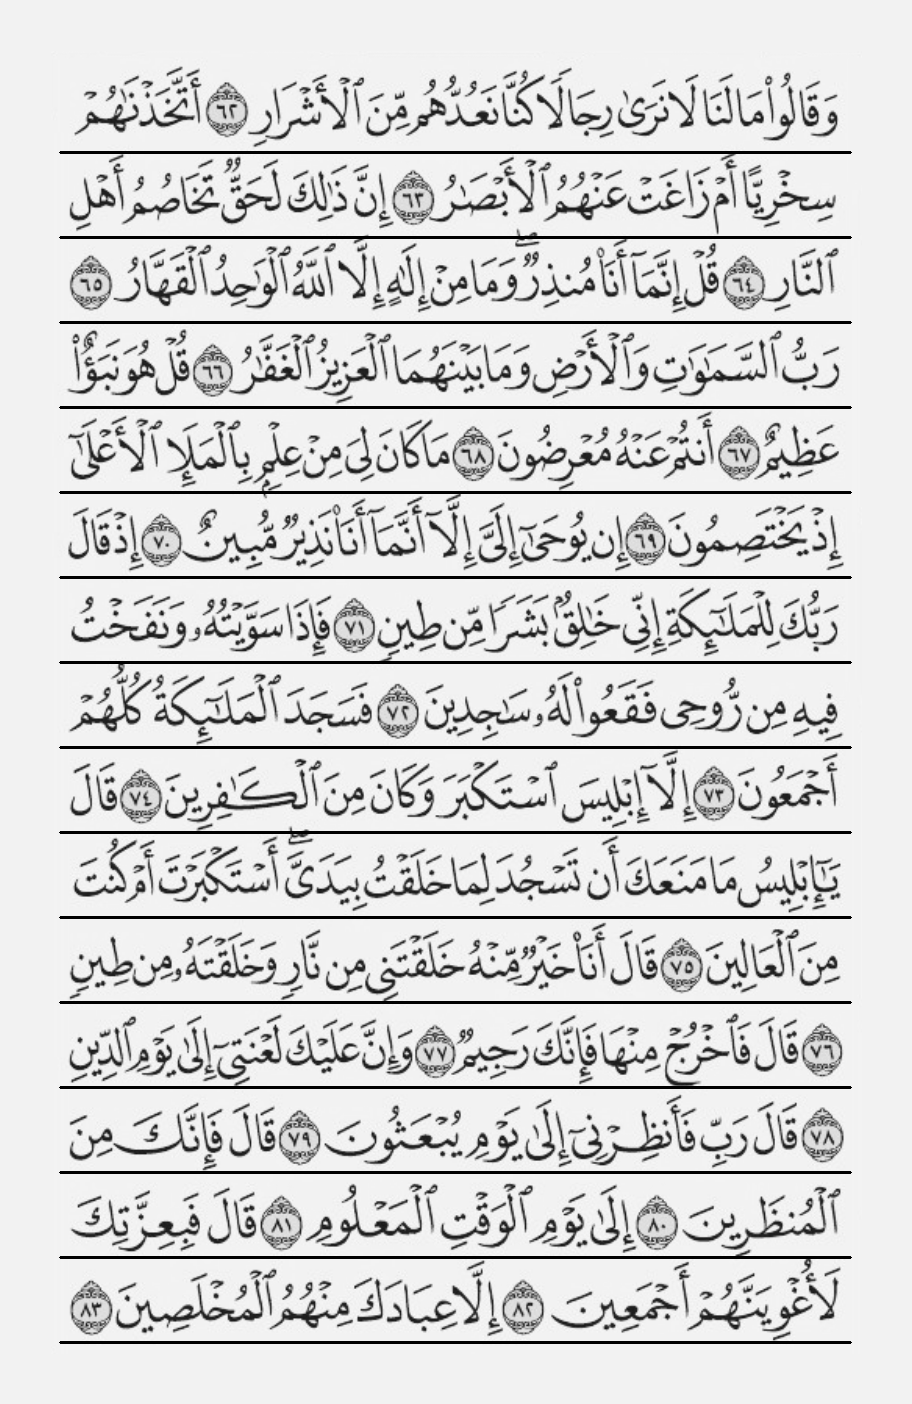 وَقَالُوا۟ مَا لَنَا لَا نَرَىٰ رِجَالًا كُنَّا نَعُدُّهُم مِّنَ ٱلْأَشْرَارِ ٦٢ أَتَّخَذْنَٰهُمْ
سِخْرِيًّا أَمْ زَاغَتْ عَنْهُمُ ٱلْأَبْصَٰرُ ٦٣ إِنَّ ذَٰلِكَ لَحَقٌّ تَخَاصُمُ أَهْلِ
ٱلنَّارِ ٦٤ قُلْ إِنَّمَآ أَنَا۠ مُنذِرٌ ۖ وَمَا مِنْ إِلَٰهٍ إِلَّا ٱللَّهُ ٱلْوَٰحِدُ ٱلْقَهَّارُ ٦٥
رَبُّ ٱلسَّمَٰوَٰتِ وَٱلْأَرْضِ وَمَا بَيْنَهُمَا ٱلْعَزِيزُ ٱلْغَفَّٰرُ ٦٦ قُلْ هُوَ نَبَؤٌا۟
عَظِيمٌ ٦٧ أَنتُمْ عَنْهُ مُعْرِضُونَ ٦٨ مَا كَانَ لِىَ مِنْ عِلْمٍۭ بِٱلْمَلَإِ ٱلْأَعْلَىٰٓ
إِذْ يَخْتَصِمُونَ ٦٩ إِن يُوحَىٰٓ إِلَىَّ إِلَّآ أَنَّمَآ أَنَا۠ نَذِيرٌ مُّبِينٌ ٧٠ إِذْ قَالَ
رَبُّكَ لِلْمَلَٰٓئِكَةِ إِنِّى خَٰلِقٌۢ بَشَرًا مِّن طِينٍ ٧١ فَإِذَا سَوَّيْتُهُۥ وَنَفَخْتُ
فِيهِ مِن رُّوحِى فَقَعُوا۟ لَهُۥ سَٰجِدِينَ ٧٢ فَسَجَدَ ٱلْمَلَٰٓئِكَةُ كُلُّهُمْ
أَجْمَعُونَ ٧٣ إِلَّآ إِبْلِيسَ ٱسْتَكْبَرَ وَكَانَ مِنَ ٱلْكَٰفِرِينَ ٧٤ قَالَ
يَٰٓإِبْلِيسُ مَا مَنَعَكَ أَن تَسْجُدَ لِمَا خَلَقْتُ بِيَدَىَّ ۖ أَسْتَكْبَرْتَ أَمْ كُنتَ
مِنَ ٱلْعَالِينَ ٧٥ قَالَ أَنَا۠ خَيْرٌ مِّنْهُ خَلَقْتَنِى مِن نَّارٍ وَخَلَقْتَهُۥ مِن طِينٍ
٧٦ قَالَ فَٱخْرُجْ مِنْهَا فَإِنَّكَ رَجِيمٌ ٧٧ وَإِنَّ عَلَيْكَ لَعْنَتِىٓ إِلَىٰ يَوْمِ ٱلدِّينِ
٧٨ قَالَ رَبِّ فَأَنظِرْنِىٓ إِلَىٰ يَوْمِ يُبْعَثُونَ ٧٩ قَالَ فَإِنَّكَ مِنَ
ٱلْمُنظَرِينَ ٨٠ إِلَىٰ يَوْمِ ٱلْوَقْتِ ٱلْمَعْلُومِ ٨١ قَالَ فَبِعِزَّتِكَ
لَأُغْوِيَنَّهُمْ أَجْمَعِينَ ٨٢ إِلَّا عِبَادَكَ مِنْهُمُ ٱلْمُخْلَصِينَ ٨٣